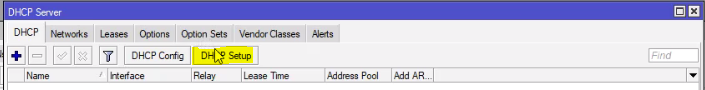 DHCP Server
DHCP Networks Leases Options Option Sets Vendor Classes Alerts
DHCP Config DHCP Setup Find
Name Interface Relay Lease Time Address Pool Add AR...